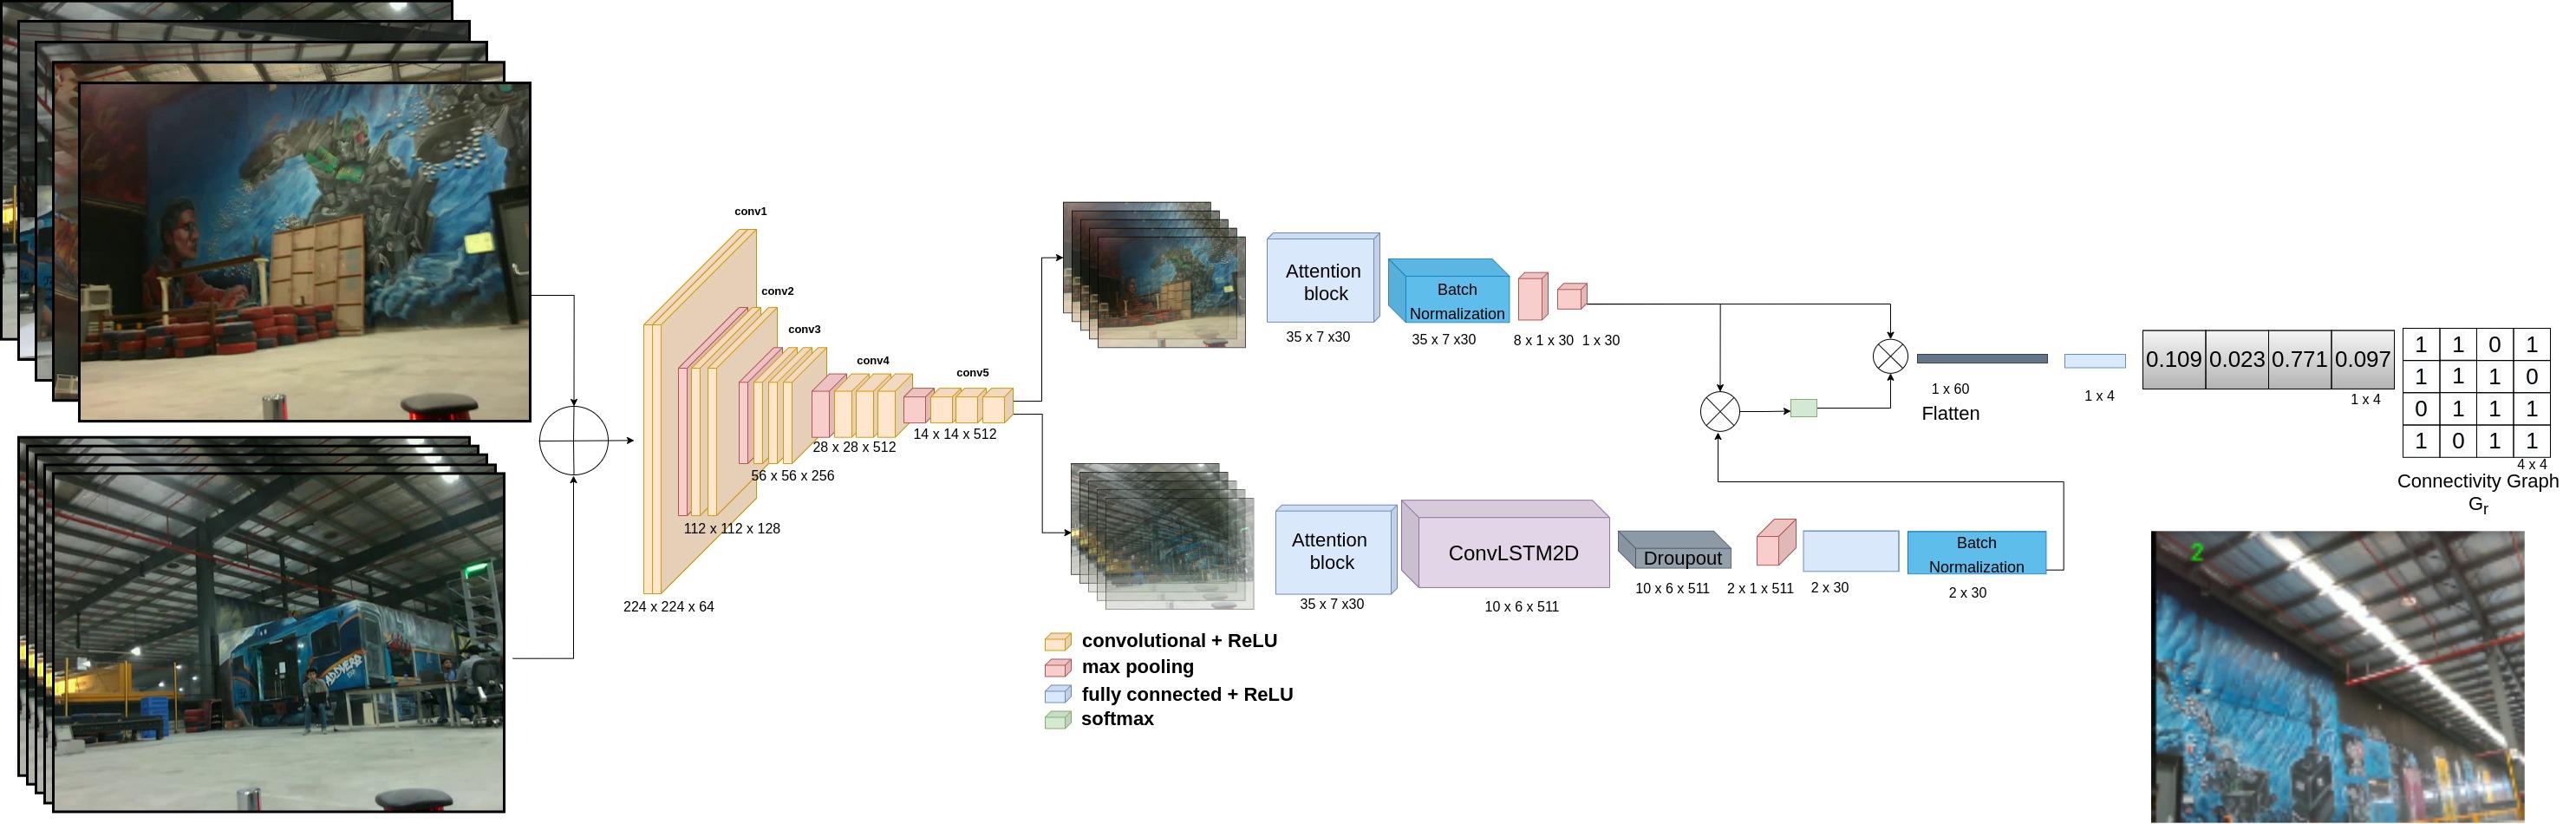 conv1
conv2
conv3
conv4
conv5
224 x 224 x 64
112 x 112 x 128
56 x 56 x 256
28 x 28 x 512
14 x 14 x 512
Attention
block
35 x 7 x30
Batch
Normalization
35 x 7 x30
8 x 1 x 30
1 x 30
Attention
block
35 x 7 x30
ConvLSTM2D
10 x 6 x 511
Droupout
10 x 6 x 511
2 x 1 x 511
2 x 30
Batch
Normalization
2 x 30
convolutional + ReLU
max pooling
fully connected + ReLU
softmax
1 x 60
Flatten
1 x 4
0.109 0.023 0.771 0.097
1 x 4
1 1 0 1
1 1 1 0
0 1 1 1
1 0 1 1
4 x 4
Connectivity Graph
Gr
2
ADDVERB